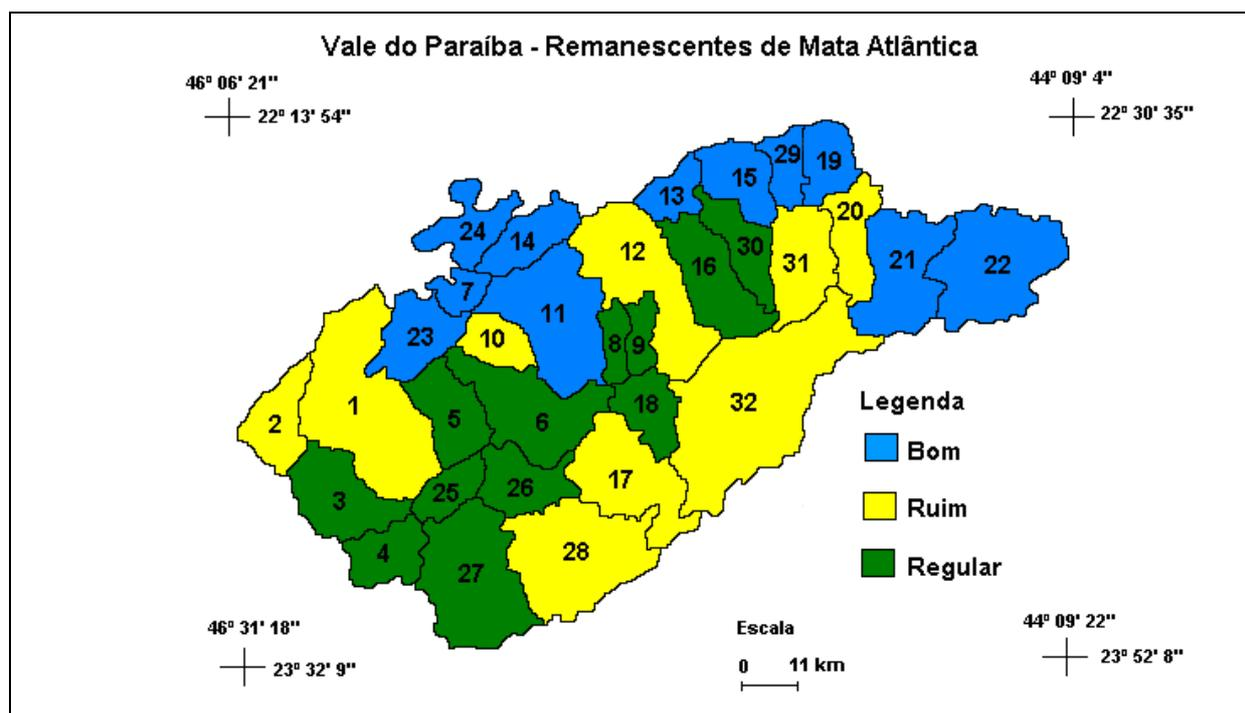 Vale do Paraíba - Remanescentes de Mata Atlântica
46º 06' 21"
22º 13' 54"
44º 09' 4"
22º 30' 35"
29
19
15
13
20
24
14
12
30
16
31
21
22
7
11
23
10
8
9
32
1
2
5
6
18
17
25
26
3
4
27
28
Legenda
Bom
Ruim
Regular
46º 31' 18"
23º 32' 9"
Escala
0 11 km
44º 09' 22"
23º 52' 8"